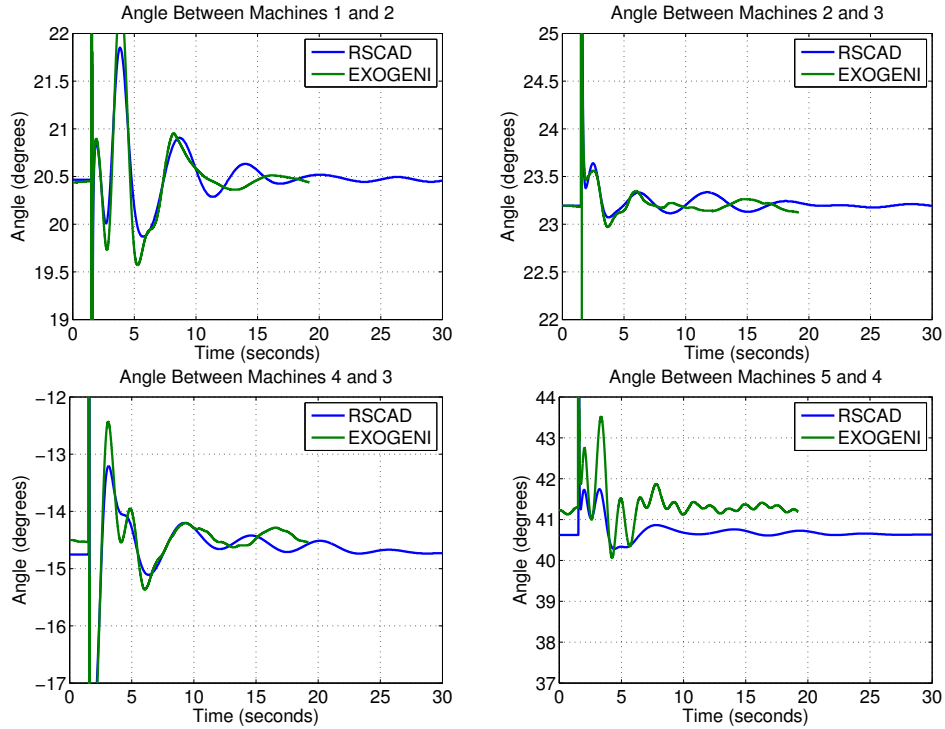 Angle Between Machines 1 and 2
22
21.5
21
20.5
20
19.5
19
Angle (degrees)
RSCAD
EXOGENI
0 5 10 15 20 25 30
Time (seconds)
Angle Between Machines 2 and 3
25
24.5
24
23.5
23
22.5
22
Angle (degrees)
RSCAD
EXOGENI
0 5 10 15 20 25 30
Time (seconds)
Angle Between Machines 4 and 3
−12
−13
−14
−15
−16
−17
Angle (degrees)
RSCAD
EXOGENI
0 5 10 15 20 25 30
Time (seconds)
Angle Between Machines 5 and 4
44
43
42
41
40
39
38
37
Angle (degrees)
RSCAD
EXOGENI
0 5 10 15 20 25 30
Time (seconds)